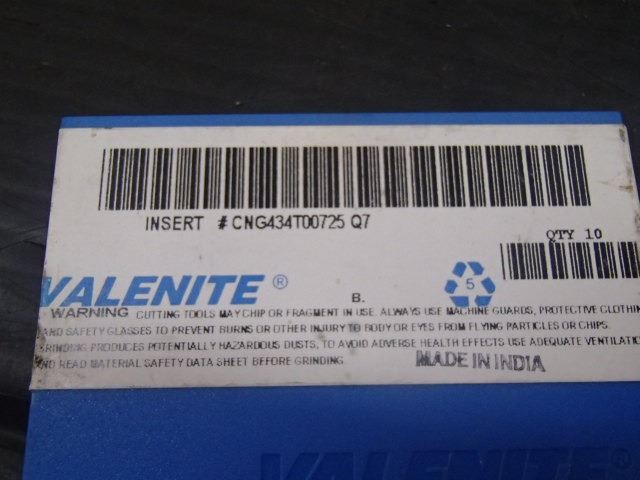 INSERT # CNG434T00725 Q7
QTY 10
VALENITE®
5
B.
WARNING CUTTING TOOLS MAY CHIP OR FRAGMENT IN USE. ALWAYS USE MACHINE GUARDS, PROTECTIVE CLOTHIN
AND SAFETY GLASSES TO PREVENT BURNS OR OTHER INJURY TO BODY OR EYES FROM FLYING PARTICLES OR CHIPS.
GRINDING PRODUCES POTENTIALLY HAZARDOUS DUSTS, TO AVOID ADVERSE HEALTH EFFECTS USE ADEQUATE VENTILATIO
AND READ MATERIAL SAFETY DATA SHEET BEFORE GRINDING.
MADE IN INDIA
VALENITE